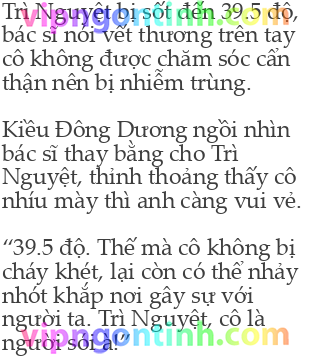 Trì Nguyệt bị sốt đến 39.5 độ,
bác sĩ nói vết thương trên tay
cô không được chăm sóc cẩn
thận nên bị nhiễm trùng.
Kiều Đông Dương ngồi nhìn
bác sĩ thay bằng cho Trì
Nguyệt, thỉnh thoảng thấy cô
nhíu mày thì anh càng vui vẻ.
“39.5 độ. Thế mà cô không bị
cháy khét, lại còn có thể nhảy
nhót khắp nơi gây sự với
người ta. Trì Nguyệt, cô là
người sói à?”
vipngontinh.com
vipngontinh.com